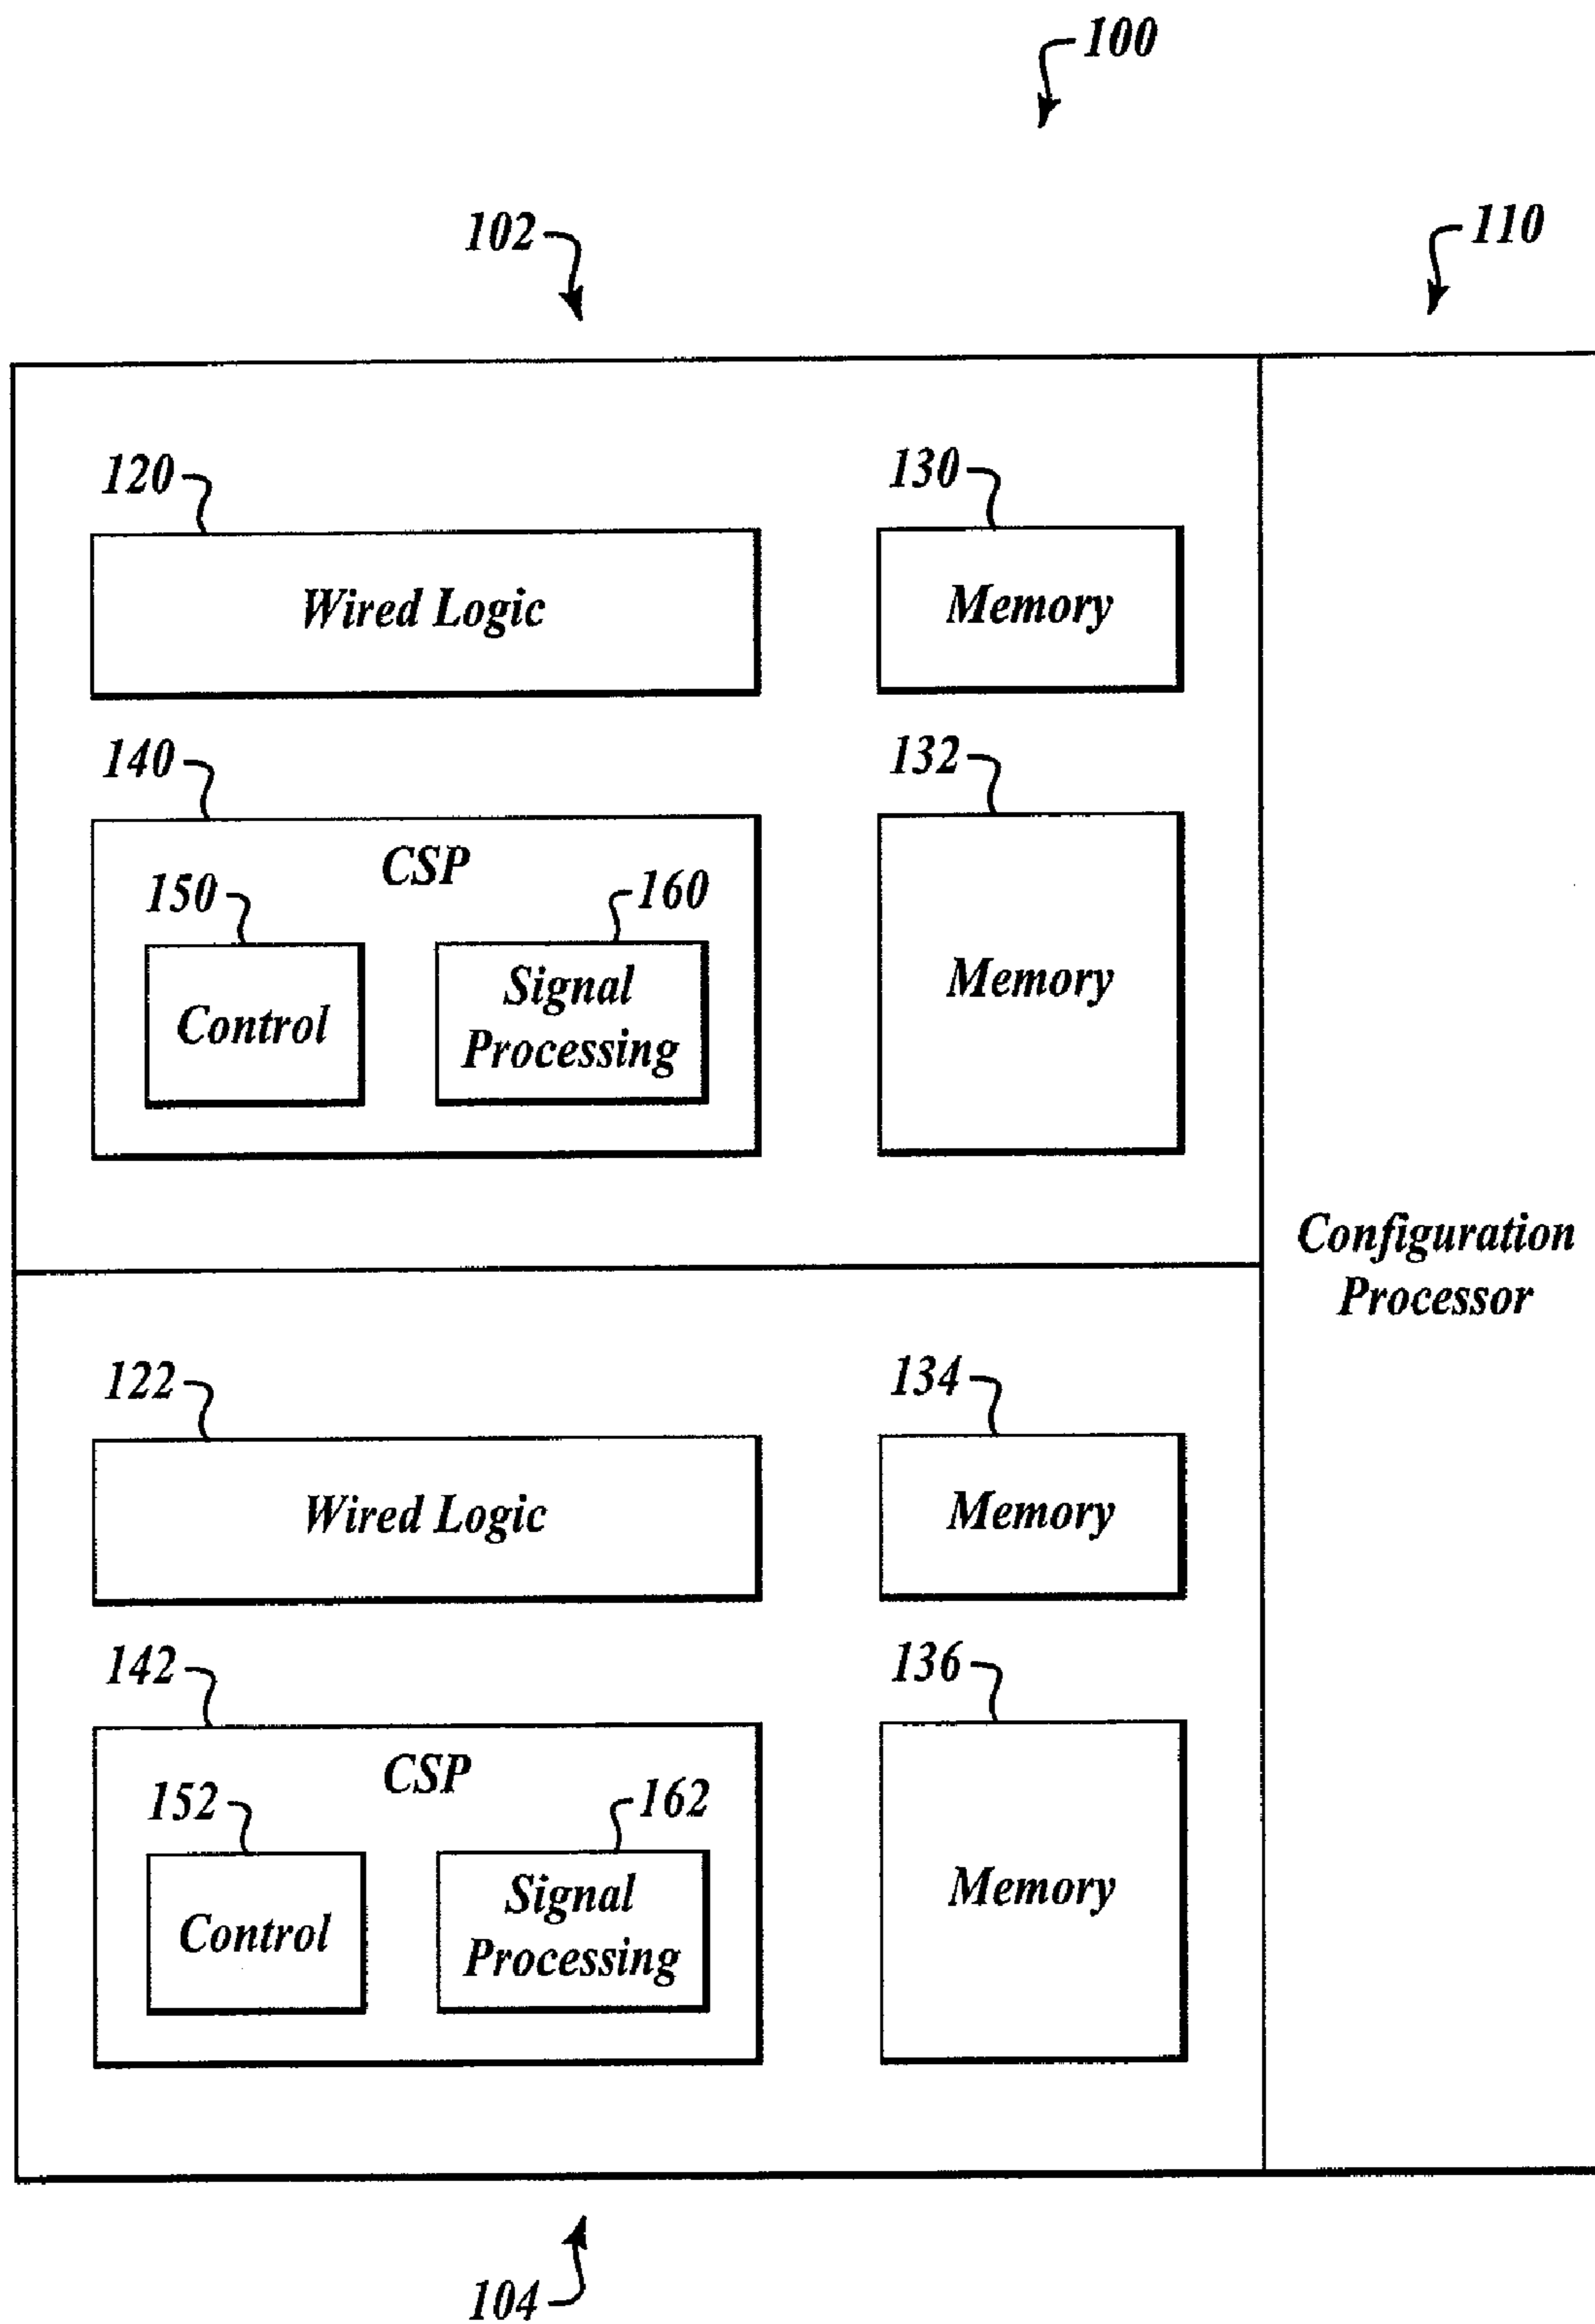 100
102
110
120
130
Wired Logic
Memory
140
132
CSP
150
160
Control
Signal
Processing
Memory
Configuration
Processor
122
134
Wired Logic
Memory
142
136
CSP
152
162
Control
Signal
Processing
Memory
104